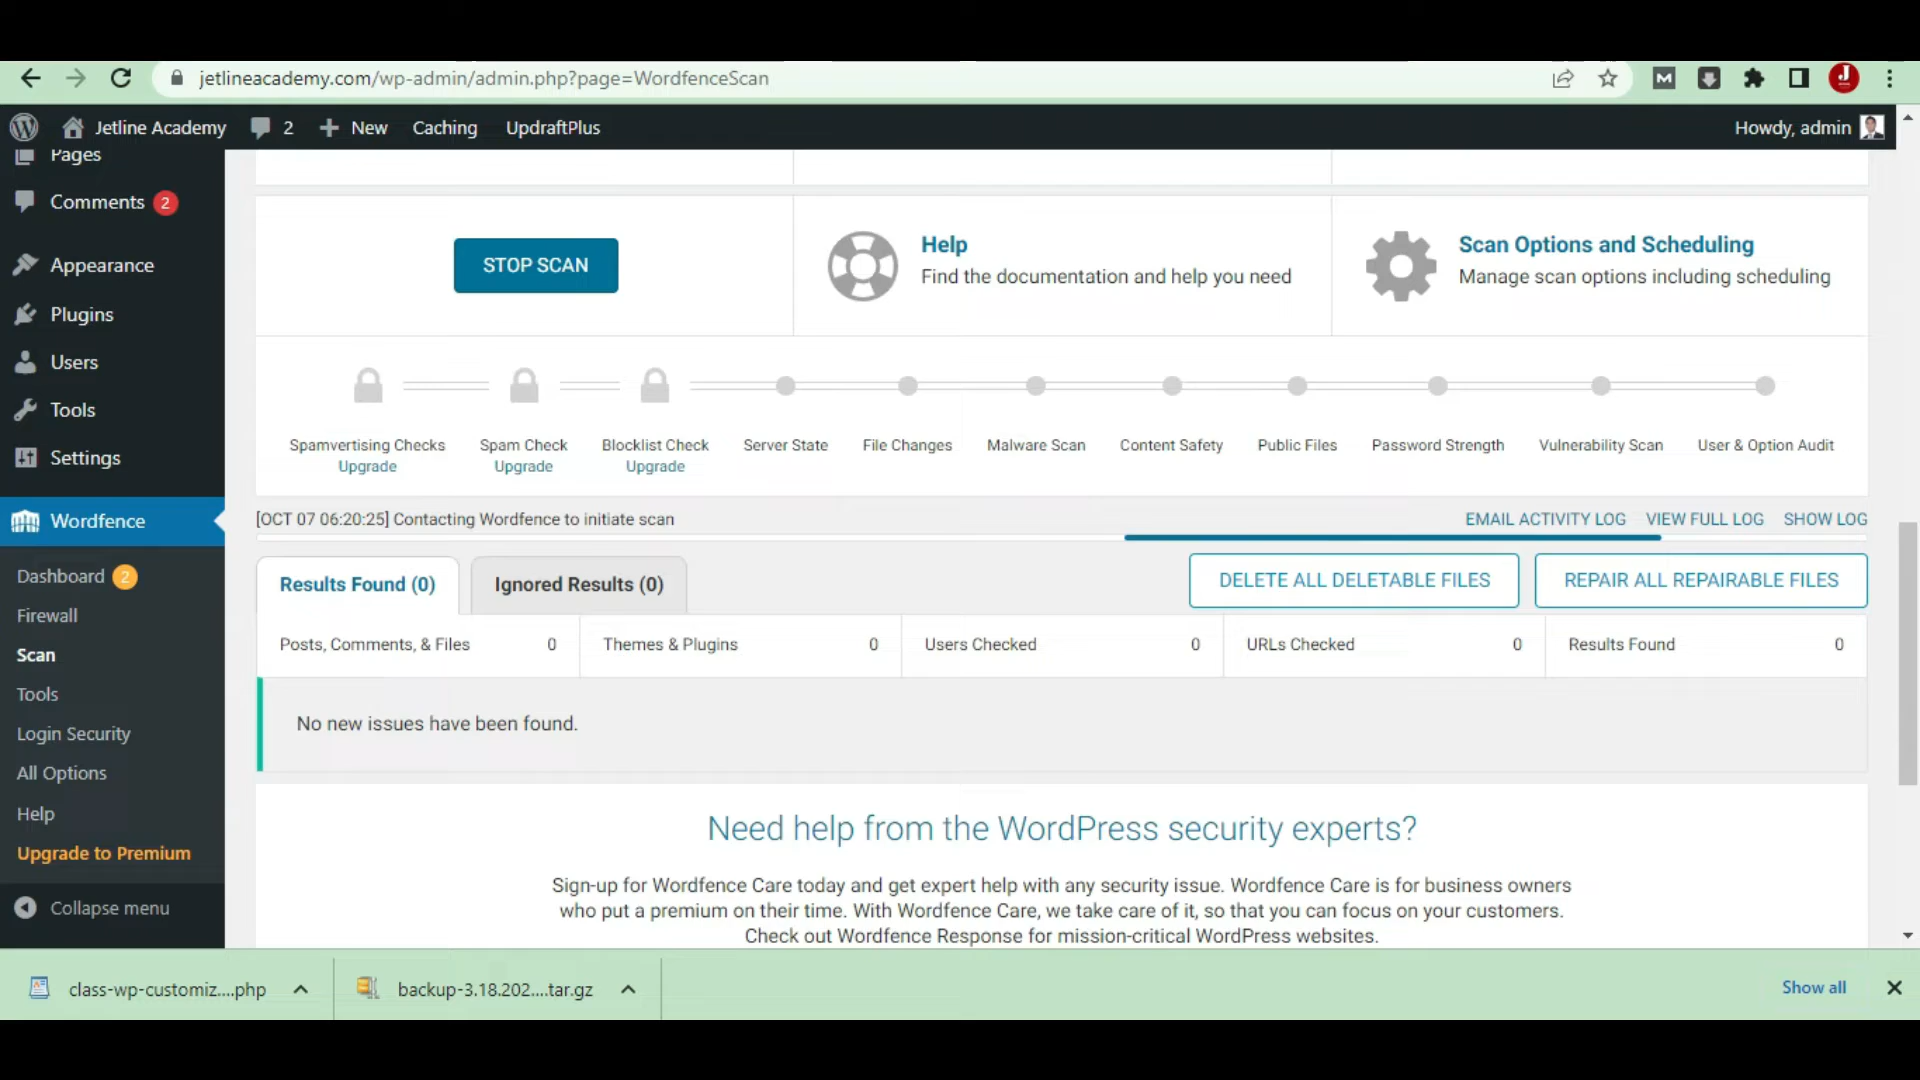 jetlineacademy.com/wp-admin/admin.php?page=WordfenceScan
M
J
Jetline Academy
2
New
Caching
UpdraftPlus
Howdy, admin
Pages
Comments 2
Appearance
Plugins
Users
Tools
Settings
Wordfence
Dashboard 2
Firewall
Scan
Tools
Login Security
All Options
Help
Upgrade to Premium
Collapse menu
STOP SCAN
Help
Find the documentation and help you need
Scan Options and Scheduling
Manage scan options including scheduling
Spamvertising Checks
Upgrade
Spam Check
Upgrade
Blocklist Check
Upgrade
Server State
File Changes
Malware Scan
Content Safety
Public Files
Password Strength
Vulnerability Scan
User & Option Audit
[OCT 07 06:20:25] Contacting Wordfence to initiate scan
EMAIL ACTIVITY LOG
VIEW FULL LOG
SHOW LOG
Results Found (0)
Ignored Results (0)
DELETE ALL DELETABLE FILES
REPAIR ALL REPAIRABLE FILES
Posts, Comments, & Files 0
Themes & Plugins 0
Users Checked 0
URLs Checked 0
Results Found 0
No new issues have been found.
Need help from the WordPress security experts?
Sign-up for Wordfence Care today and get expert help with any security issue. Wordfence Care is for business owners
who put a premium on their time. With Wordfence Care, we take care of it, so that you can focus on your customers.
Check out Wordfence Response for mission-critical WordPress websites.
class-wp-customiz....php
backup-3.18.202....tar.gz
Show all